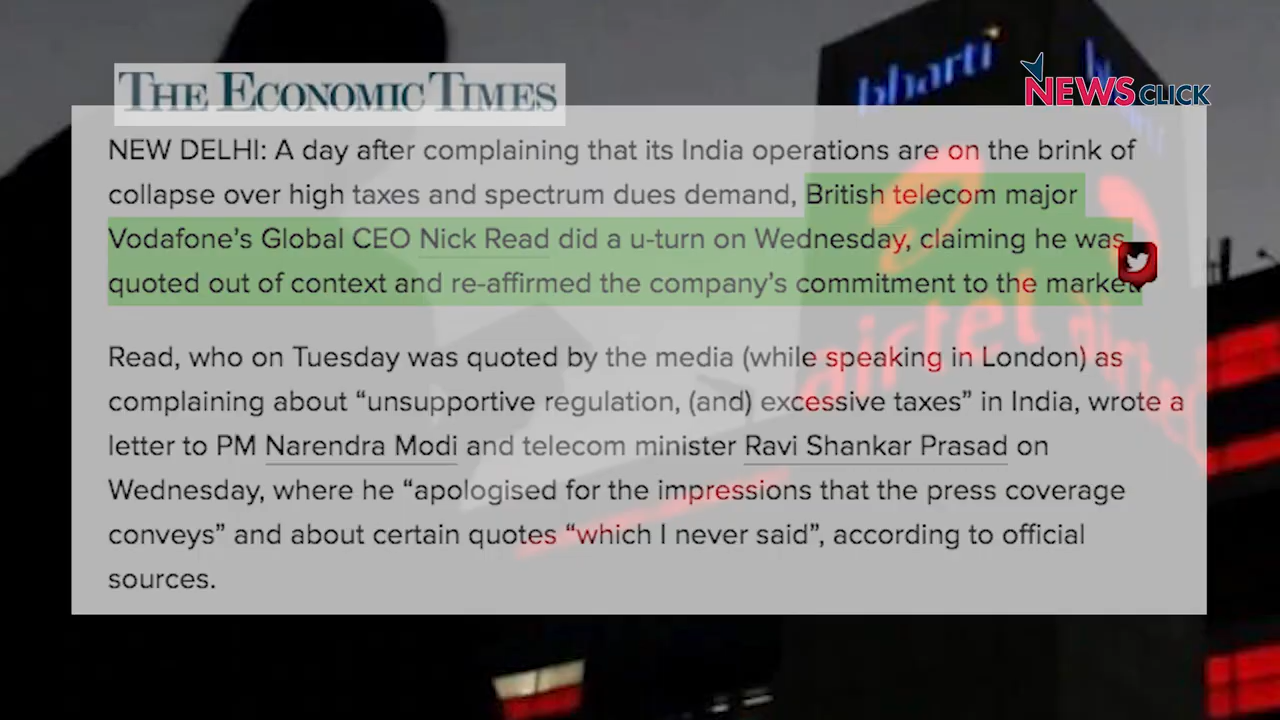 THE ECONOMIC TIMES
bharti
NEWSCLICK
NEW DELHI: A day after complaining that its India operations are on the brink of
collapse over high taxes and spectrum dues demand, British telecom major
Vodafone's Global CEO Nick Read did a u-turn on Wednesday, claiming he was
quoted out of context and re-affirmed the company's commitment to the market.
Read, who on Tuesday was quoted by the media (while speaking in London) as
complaining about “unsupportive regulation, (and) excessive taxes” in India, wrote a
letter to PM Narendra Modi and telecom minister Ravi Shankar Prasad on
Wednesday, where he “apologised for the impressions that the press coverage
conveys” and about certain quotes “which I never said”, according to official
sources.
airtel